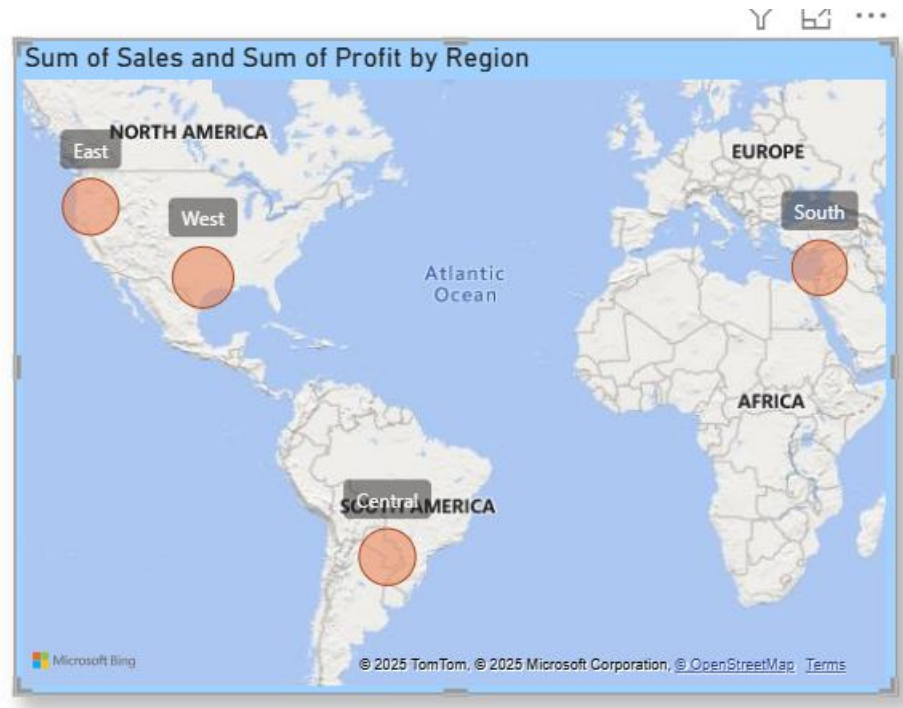 Sum of Sales and Sum of Profit by Region
NORTH AMERICA
East
EUROPE
West
South
Atlantic
Ocean
AFRICA
Central
SOUTH AMERICA
Microsoft Bing
© 2025 TomTom, © 2025 Microsoft Corporation, © OpenStreetMap Terms